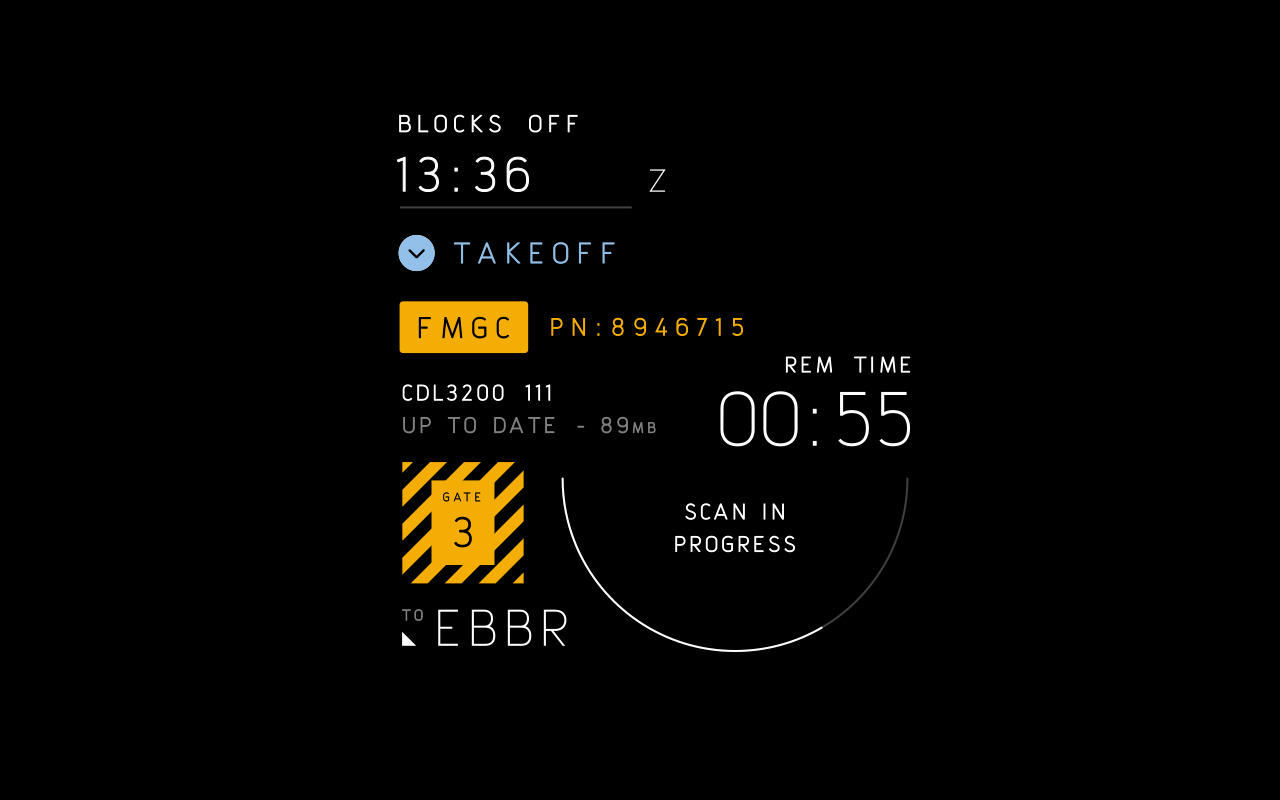 BLOCKS OFF
13:36 Z
TAKEOFF
FMGC PN:8946715
REM TIME
00:55
CDL3200 111
UP TO DATE - 89MB
GATE
3
SCAN IN
PROGRESS
TO EBBR